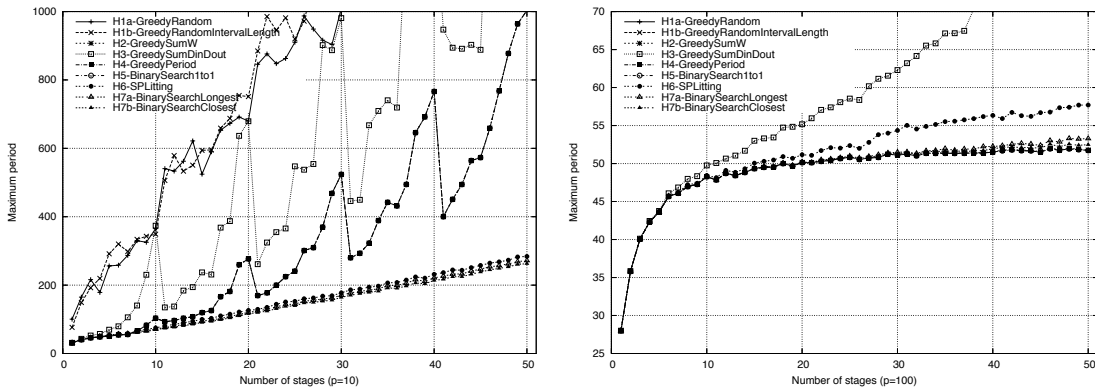 1000
800
600
400
200
0
Maximum period
0
10
20
30
40
50
Number of stages (p=10)
H1a-GreedyRandom
H1b-GreedyRandomIntervalLength
H2-GreedySumW
H3-GreedySumDinDout
H4-GreedyPeriod
H5-BinarySearch1to1
H6-SPLitting
H7a-BinarySearchLongest
H7b-BinarySearchClosest
70
65
60
55
50
45
40
35
30
25
Maximum period
0
10
20
30
40
50
Number of stages (p=100)
H1a-GreedyRandom
H1b-GreedyRandomIntervalLength
H2-GreedySumW
H3-GreedySumDinDout
H4-GreedyPeriod
H5-BinarySearch1to1
H6-SPLitting
H7a-BinarySearchLongest
H7b-BinarySearchClosest